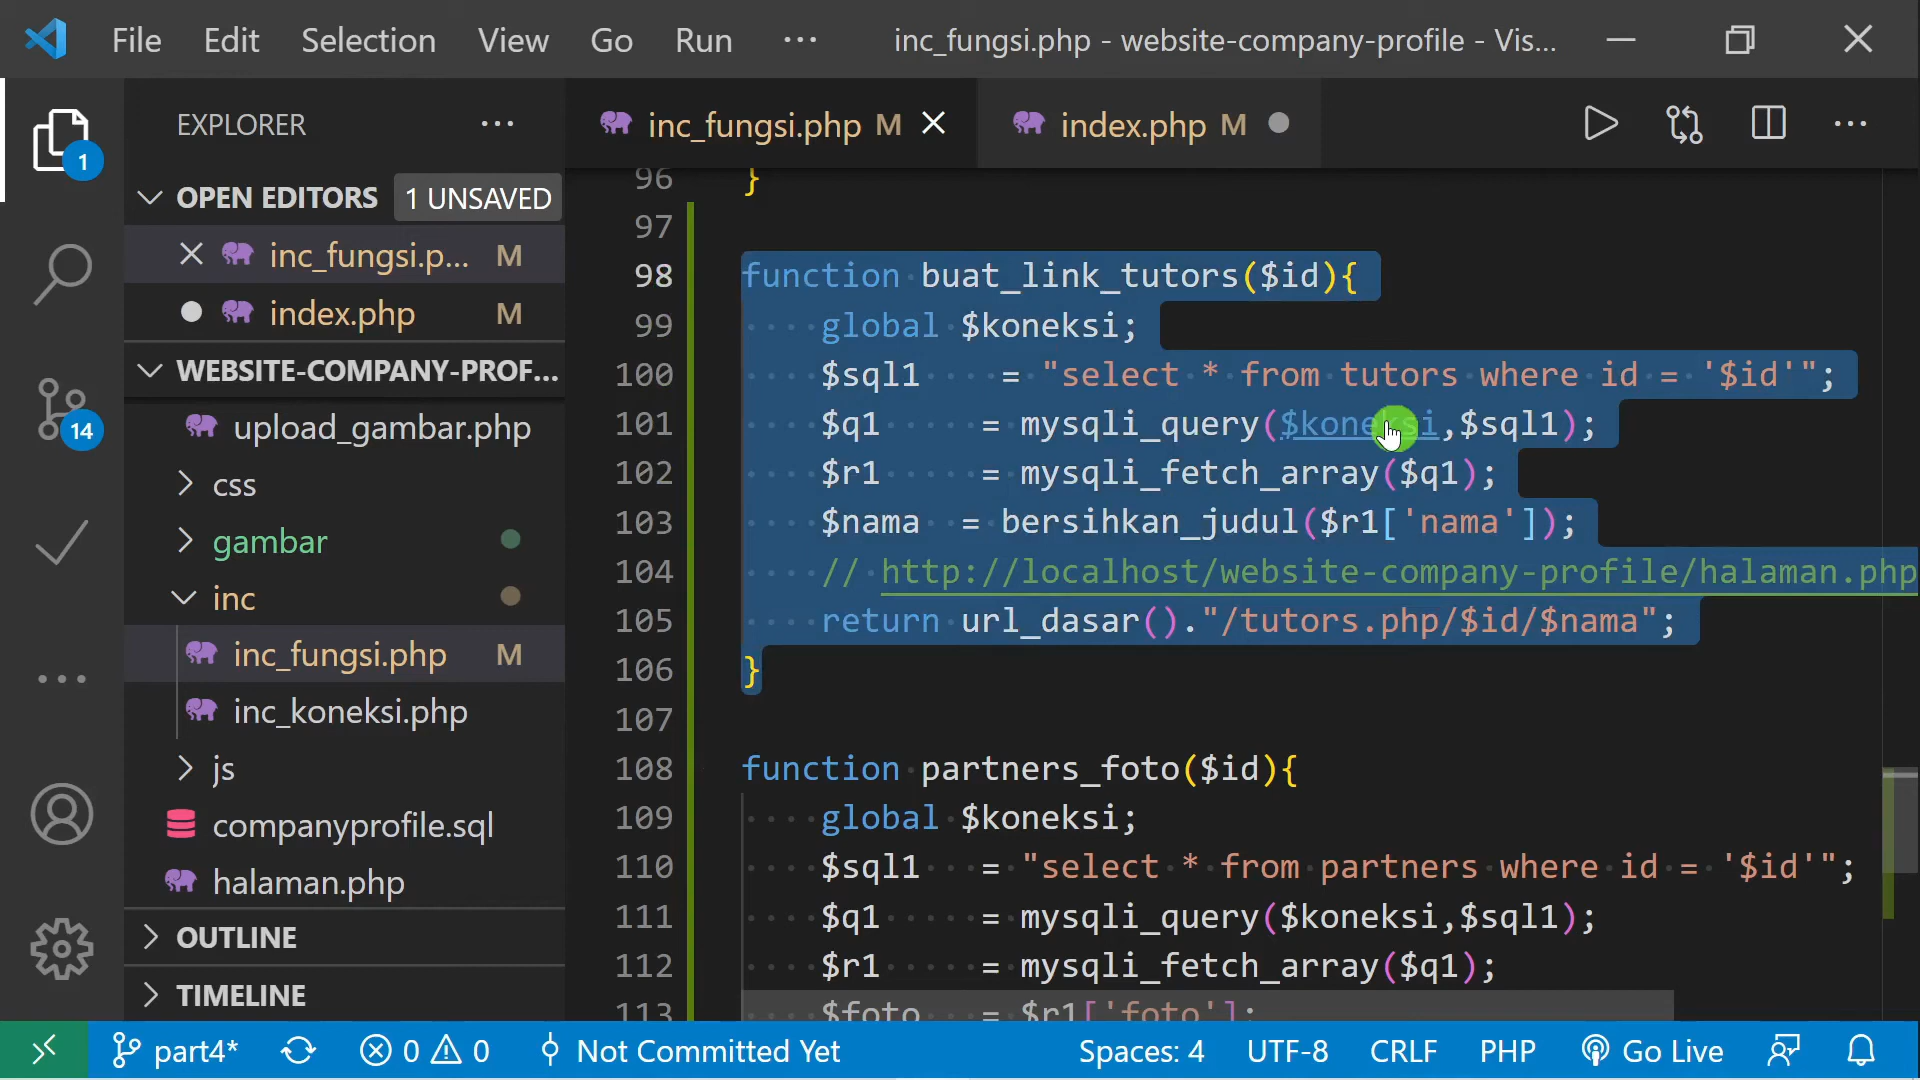 File Edit Selection View Go Run ··· inc_fungsi.php - website-company-profile - Vis...
EXPLORER ···
inc_fungsi.php M
index.php M
1
OPEN EDITORS 1 UNSAVED
inc_fungsi.p... M
index.php M
WEBSITE-COMPANY-PROF...
upload_gambar.php
14
css
gambar
inc
inc_fungsi.php M
inc_koneksi.php
js
companyprofile.sql
halaman.php
OUTLINE
TIMELINE
96 }
97
98 function buat_link_tutors($id){
99 global $koneksi;
100 $sql1 = "select * from tutors where id = '$id'";
101 $q1 = mysqli_query($koneksi,$sql1);
102 $r1 = mysqli_fetch_array($q1);
103 $nama = bersihkan_judul($r1['nama']);
104 // http://localhost/website-company-profile/halaman.php
105 return url_dasar()."/tutors.php/$id/$nama";
106 }
107
108 function partners_foto($id){
109 global $koneksi;
110 $sql1 = "select * from partners where id = '$id'";
111 $q1 = mysqli_query($koneksi,$sql1);
112 $r1 = mysqli_fetch_array($q1);
113 $foto = $r1['foto'];
part4* 0 0 Not Committed Yet Spaces: 4 UTF-8 CRLF PHP Go Live